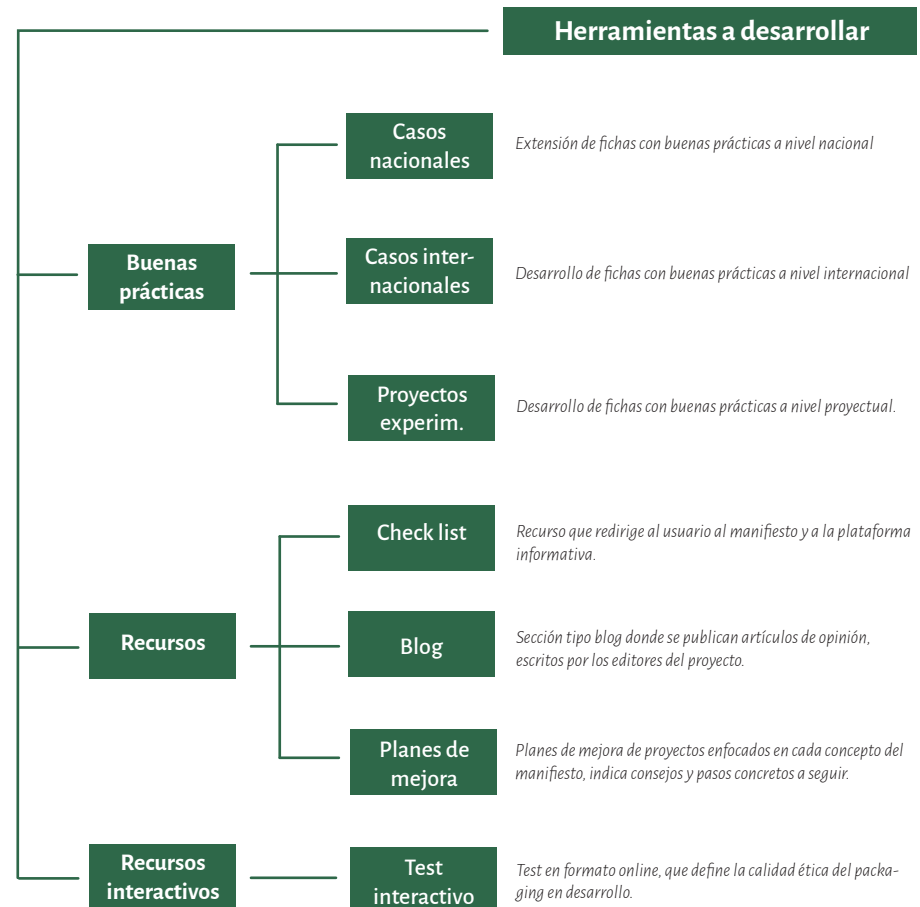 Herramientas a desarrollar
Casos
nacionales
Extensión de fichas con buenas prácticas a nivel nacional
Buenas
prácticas
Casos inter-
nacionales
Desarrollo de fichas con buenas prácticas a nivel internacional
Proyectos
experim.
Desarrollo de fichas con buenas prácticas a nivel proyectual.
Check list
Recurso que redirige al usuario al manifiesto y a la plataforma
informativa.
Recursos
Blog
Sección tipo blog donde se publican artículos de opinión,
escritos por los editores del proyecto.
Planes de
mejora
Planes de mejora de proyectos enfocados en cada concepto del
manifiesto, indica consejos y pasos concretos a seguir.
Recursos
interactivos
Test
interactivo
Test en formato online, que define la calidad ética del packa-
ging en desarrollo.